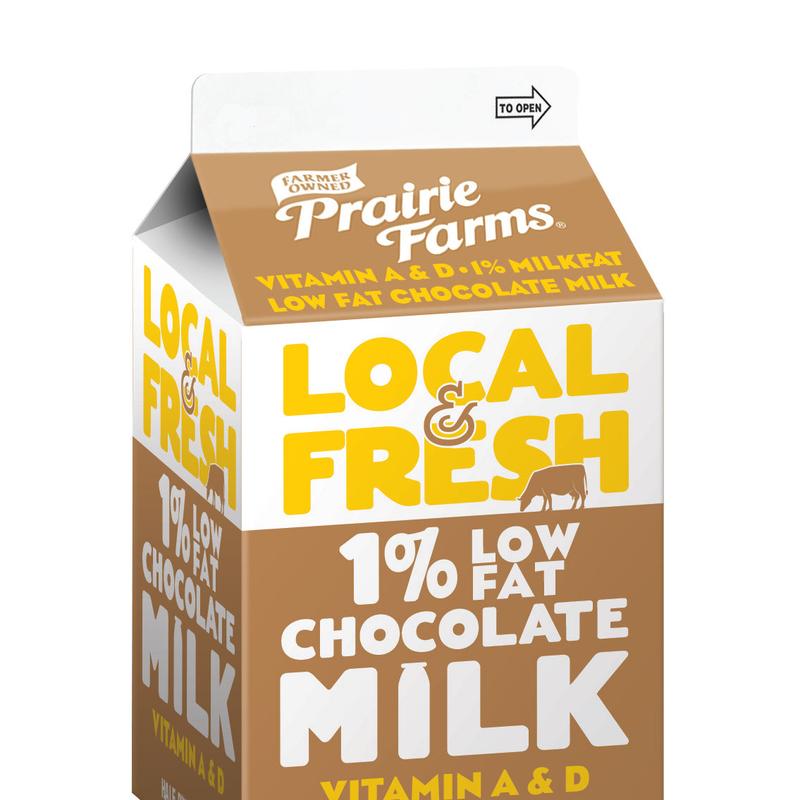 TO OPEN
FARMER
OWNED
Prairie
Farms®
VITAMIN A & D • 1% MILKFAT
LOW FAT CHOCOLATE MILK
LOCAL
&
FRESH
1% LOW
FAT
CHOCOLATE
MILK
VITAMIN A & D
LOCAL
&
FRESH
1% LOW
FAT
CHOCOLATE
MILK
VITAMIN A & D